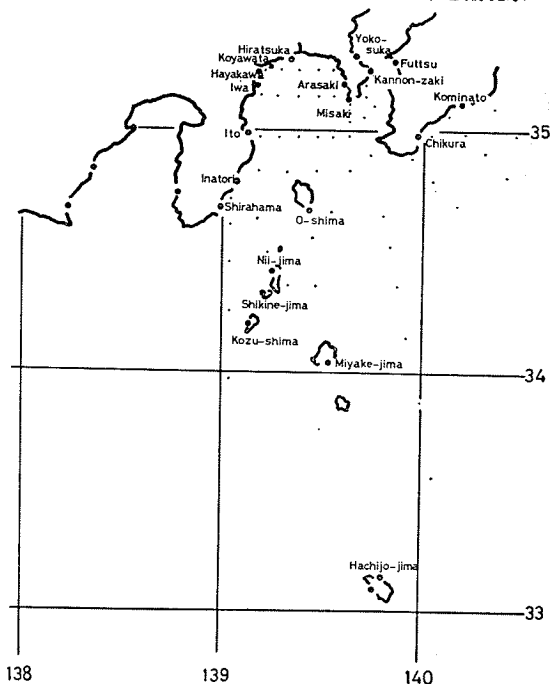 Yoko-
suka
Hiratsuka
Koyawata
Futtsu
Hayakawa
Kannon-zaki
Iwa
Arasaki
Kominato
Misaki
Ito
35
Chikura
Inatori
Shirahama
O-shima
Nii-jima
Shikine-jima
Kozu-shima
Miyake-jima
34
Hachijo-jima
33
138
139
140